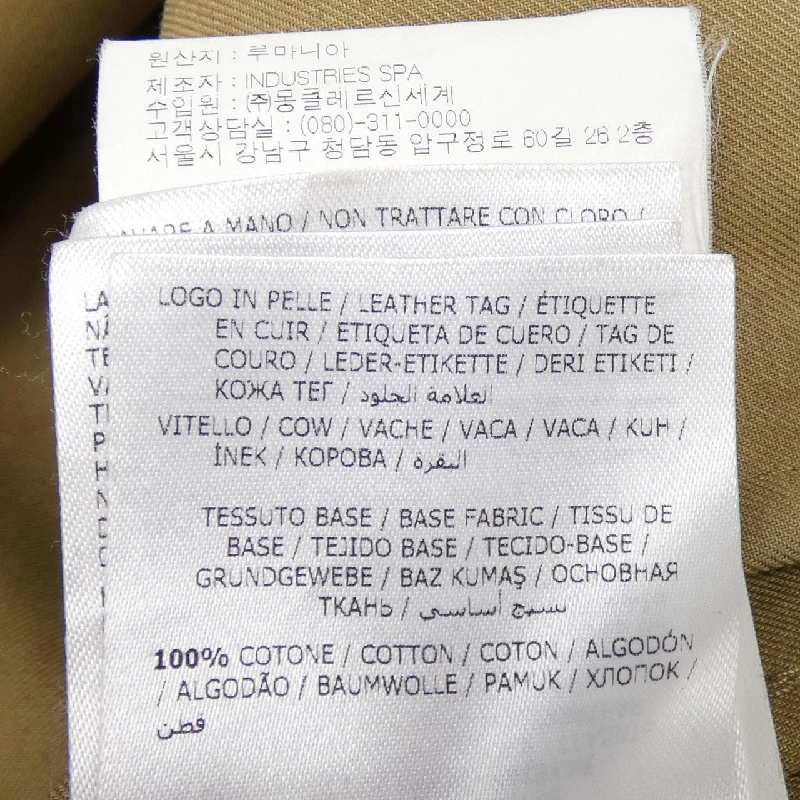 원산지 : 루마니아
제조자 : INDUSTRIES SPA
수입원 : (주)몽클레르신세계
고객상담실 : (080)-311-0000
서울시 강남구 청담동 압구정로 60길 26 2층
LAVARE A MANO / NON TRATTARE CON CLORO /
LOGO IN PELLE / LEATHER TAG / ÉTIQUETTE
EN CUIR / ETIQUETA DE CUERO / TAG DE
COURO / LEDER-ETIKETTE / DERI ETIKETI /
КОЖА ТЕГ / العلامة الجلود
VITELLO / COW / VACHE / VACA / VACA / KUH /
İNEK / КОРОВА / البقرة
TESSUTO BASE / BASE FABRIC / TISSU DE
BASE / TEJIDO BASE / TECIDO-BASE /
GRUNDGEWEBE / BAZ KUMAŞ / ОСНОВНАЯ
ТКАНЬ / نسيج أساسي
100% COTONE / COTTON / COTON / ALGODÓN
/ ALGODÃO / BAUMWOLLE / PAMUK / ХЛОПОК /
قطن